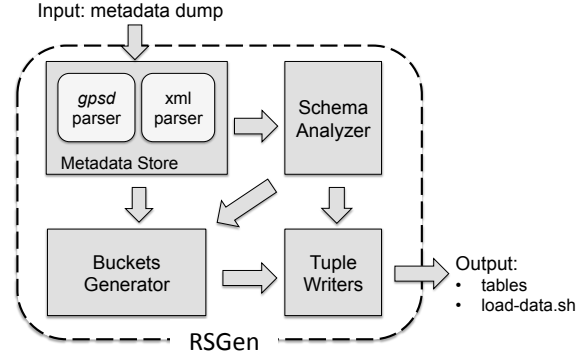 Input: metadata dump
gpsd
parser
xml
parser
Metadata Store
Schema
Analyzer
Buckets
Generator
Tuple
Writers
Output:
• tables
• load-data.sh
RSGen